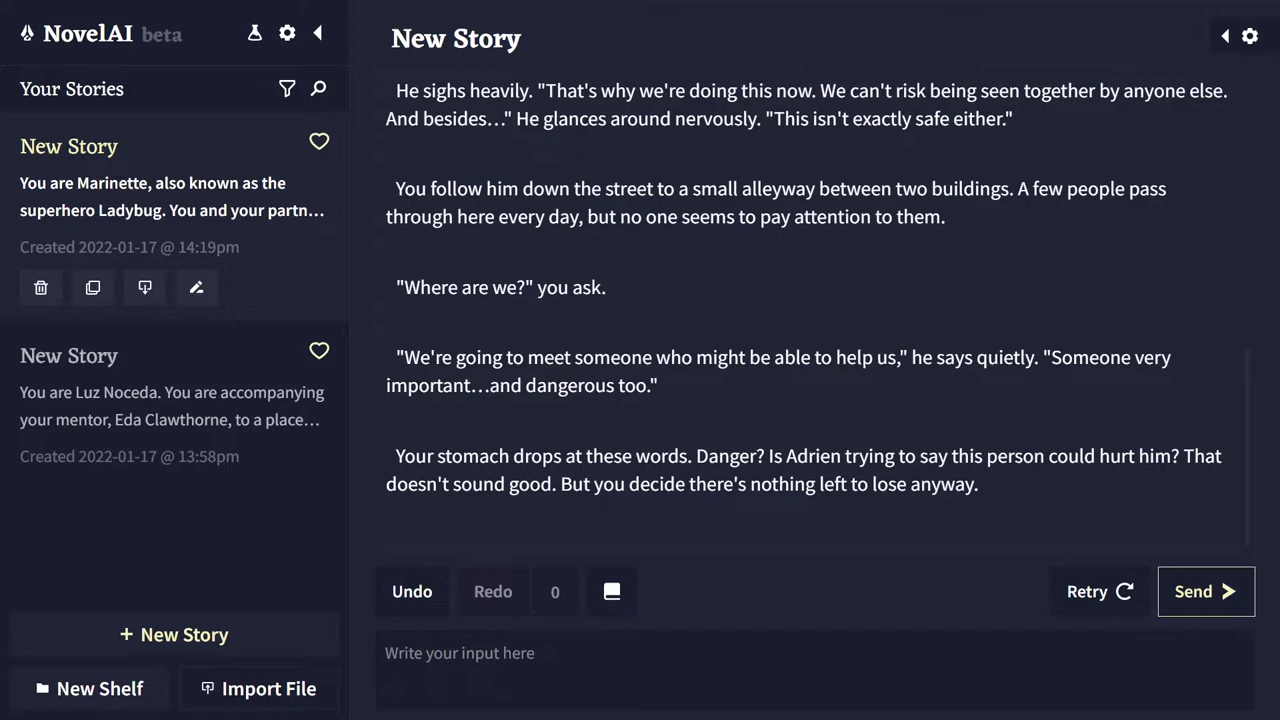 NovelAI beta
Your Stories
New Story
You are Marinette, also known as the
superhero Ladybug. You and your partn...
Created 2022-01-17 @ 14:19pm
New Story
You are Luz Noceda. You are accompanying
your mentor, Eda Clawthorne, to a place...
Created 2022-01-17 @ 13:58pm
+ New Story
New Shelf
Import File
New Story
He sighs heavily. "That's why we're doing this now. We can't risk being seen together by anyone else.
And besides…" He glances around nervously. "This isn't exactly safe either."
You follow him down the street to a small alleyway between two buildings. A few people pass
through here every day, but no one seems to pay attention to them.
"Where are we?" you ask.
"We're going to meet someone who might be able to help us," he says quietly. "Someone very
important…and dangerous too."
Your stomach drops at these words. Danger? Is Adrien trying to say this person could hurt him? That
doesn't sound good. But you decide there's nothing left to lose anyway.
Undo
Redo
0
Retry
Send
Write your input here